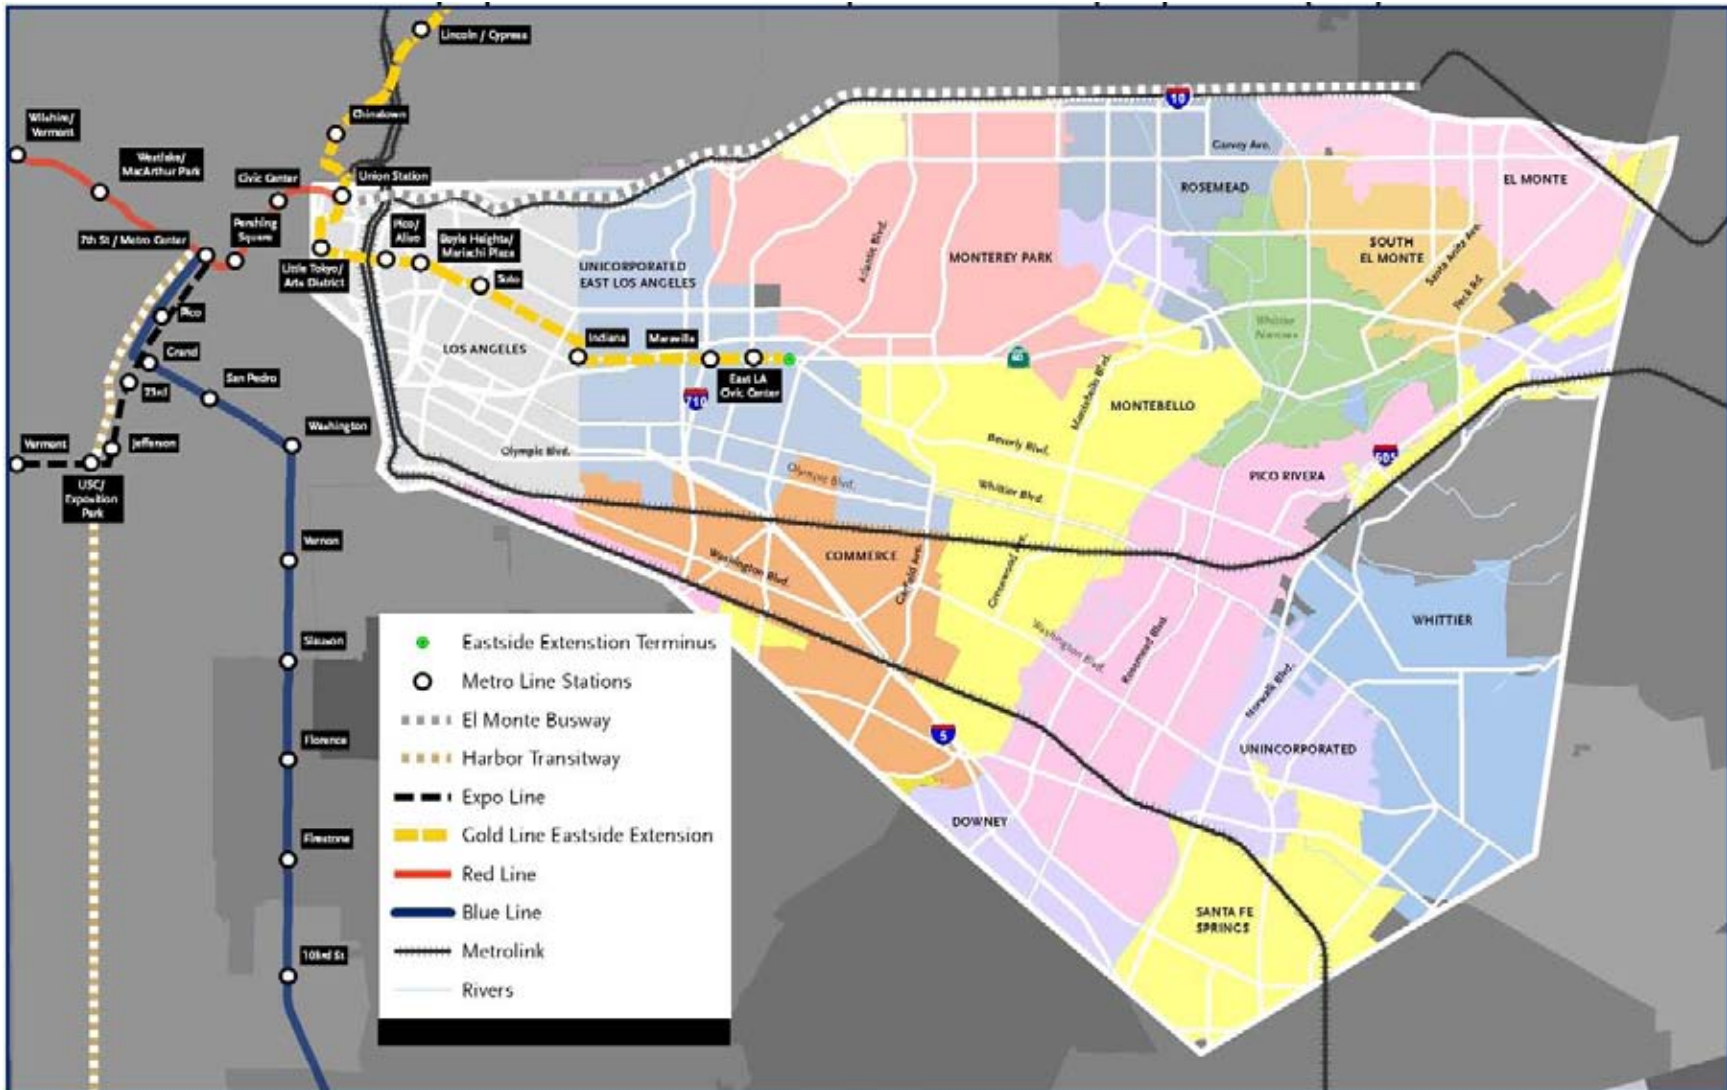 Lincoln / Cypress
Chinatown
Wilshire/
Vermont
Westlake/
MacArthur Park
Civic Center
Union Station
Pershing
Square
7th St / Metro Center
Little Tokyo/
Arts District
Pico/
Aliso
Boyle Heights/
Mariachi Plaza
Soto
Pico
Grand
23rd
San Pedro
Washington
Vermont
Jefferson
USC/
Exposition
Park
Vernon
Slauson
Florence
Firestone
103rd St
Indiana
Maravilla
East LA
Civic Center
10
710
60
605
5
Garvey Ave.
ROSEMEAD
EL MONTE
SOUTH
EL MONTE
Santa Anita Ave.
Peck Rd.
MONTEREY PARK
Atlantic Blvd.
UNICORPORATED
EAST LOS ANGELES
LOS ANGELES
Whittier
Narrows
Montebello Blvd.
MONTEBELLO
Beverly Blvd.
Whittier Blvd.
Olympic Blvd.
Olympic Blvd.
PICO RIVERA
COMMERCE
Washington Blvd.
Garfield Ave.
Greenwood Ave.
Washington Blvd.
Rosemead Blvd.
Norwalk Blvd.
WHITTIER
UNINCORPORATED
DOWNEY
SANTA FE
SPRINGS
Eastside Extenstion Terminus
Metro Line Stations
El Monte Busway
Harbor Transitway
Expo Line
Gold Line Eastside Extension
Red Line
Blue Line
Metrolink
Rivers